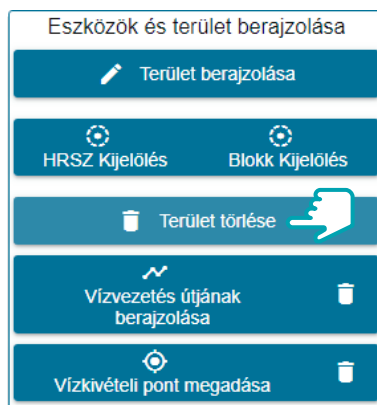 Eszközök és terület berajzolása
Terület berajzolása
HRSZ Kijelölés
Blokk Kijelölés
Terület törlése
Vízvezetés útjának
berajzolása
Vízkivételi pont megadása